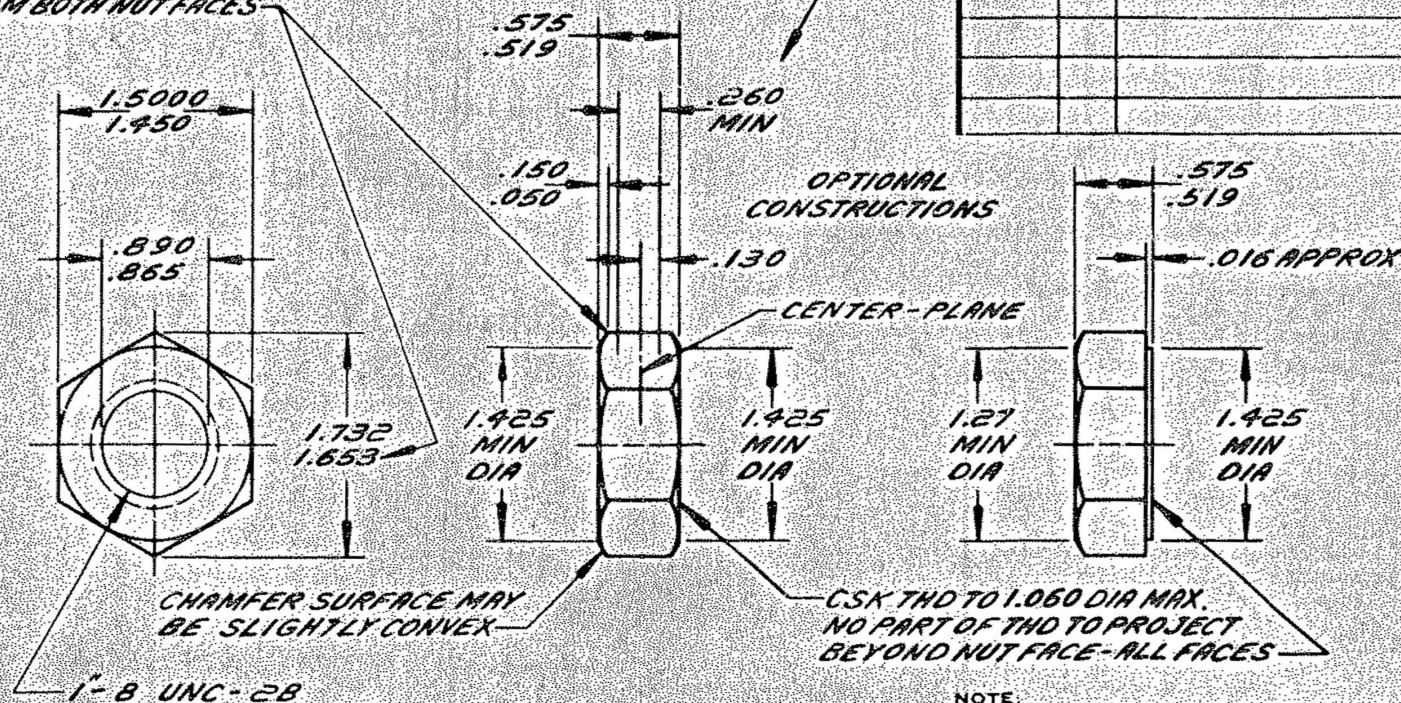 BOTH NUT FACES
.575
.519
.260
MIN
1.5000
1.450
.150
.050
OPTIONAL
CONSTRUCTIONS
.575
.519
.890
.865
.130
.016 APPROX
CENTER-PLANE
1.732
1.653
1.425
MIN
DIA
1.425
MIN
DIA
1.27
MIN
DIA
1.425
MIN
DIA
CHAMFER SURFACE MAY
BE SLIGHTLY CONVEX
CSK THD TO 1.060 DIA MAX.
NO PART OF THD TO PROJECT
BEYOND NUT FACE-ALL FACES
1"-8 UNC-2B
NOTE